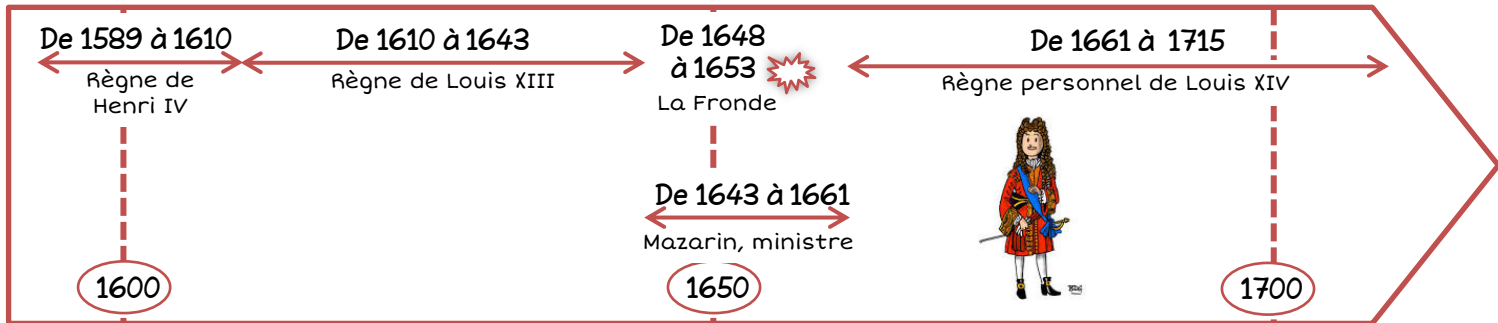 De 1589 à 1610
Règne de
Henri IV
De 1610 à 1643
Règne de Louis XIII
De 1648
à 1653
La Fronde
De 1643 à 1661
Mazarin, ministre
De 1661 à 1715
Règne personnel de Louis XIV
1600
1650
1700